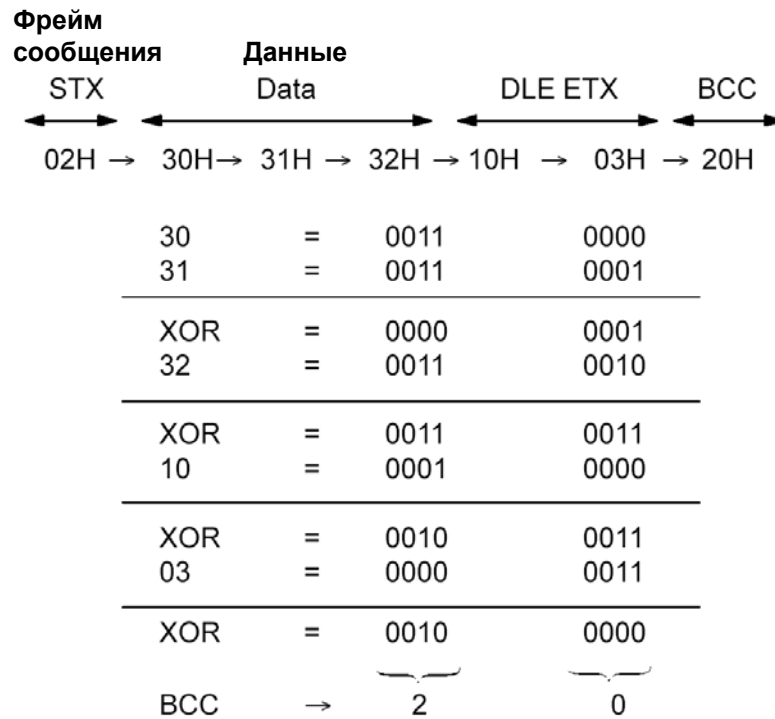 Фрейм
сообщения Данные
STX Data DLE ETX BCC
02H → 30H→ 31H → 32H → 10H → 03H → 20H
30 = 0011 0000
31 = 0011 0001
XOR = 0000 0001
32 = 0011 0010
XOR = 0011 0011
10 = 0001 0000
XOR = 0010 0011
03 = 0000 0011
XOR = 0010 0000
BCC → 2 0